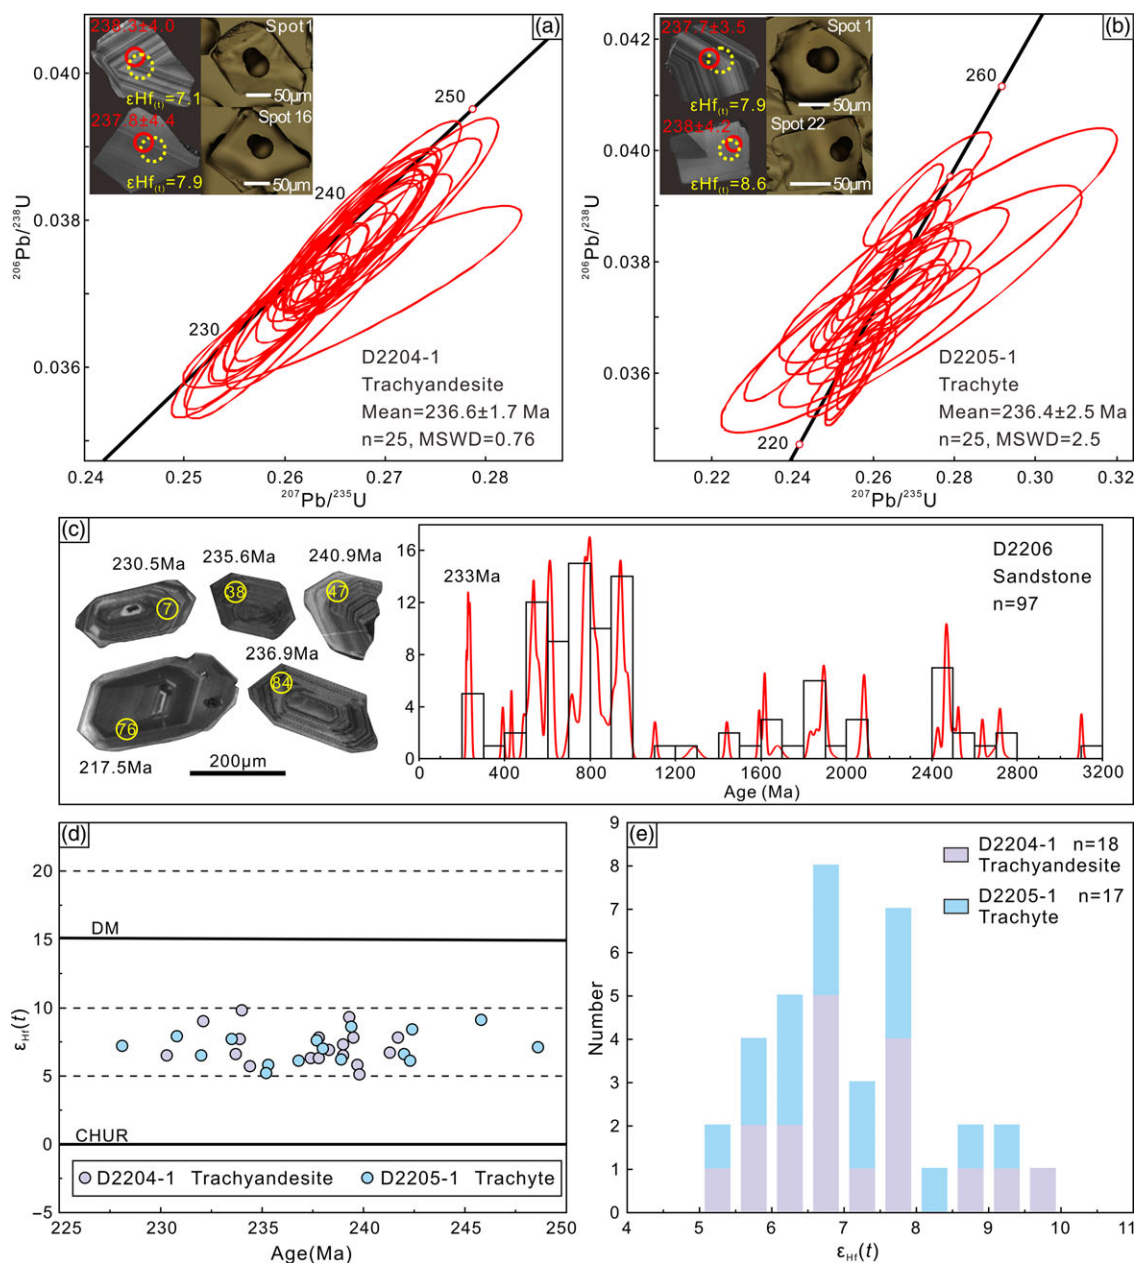 (a)
238.3±4.0
Spot 1
εHf(t)=7.1
50μm
237.8±4.4
Spot 16
εHf(t)=7.9
50μm
250
240
230
0.040
0.038
0.036
²⁰⁶Pb/²³⁸U
D2204-1
Trachyandesite
Mean=236.6±1.7 Ma
n=25, MSWD=0.76
0.24
0.25
0.26
0.27
0.28
²⁰⁷Pb/²³⁵U
(b)
237.7±3.5
Spot 1
εHf(t)=7.9
50μm
238±4.2
Spot 22
εHf(t)=8.6
50μm
260
220
0.042
0.040
0.038
0.036
²⁰⁶Pb/²³⁸U
D2205-1
Trachyte
Mean=236.4±2.5 Ma
n=25, MSWD=2.5
0.22
0.24
0.26
0.28
0.30
0.32
²⁰⁷Pb/²³⁵U
(c)
230.5Ma
235.6Ma
240.9Ma
7
38
47
236.9Ma
84
76
217.5Ma
200μm
16
12
8
4
0
233Ma
D2206
Sandstone
n=97
0
400
800
1200
1600
2000
2400
2800
3200
Age (Ma)
(d)
20
DM
15
10
5
CHUR
0
−5
εHf(t)
D2204-1 Trachyandesite
D2205-1 Trachyte
225
230
235
240
245
250
Age(Ma)
(e)
9
8
7
6
5
4
3
2
1
0
Number
D2204-1 n=18
Trachyandesite
D2205-1 n=17
Trachyte
4
5
6
7
8
9
10
11
εHf(t)